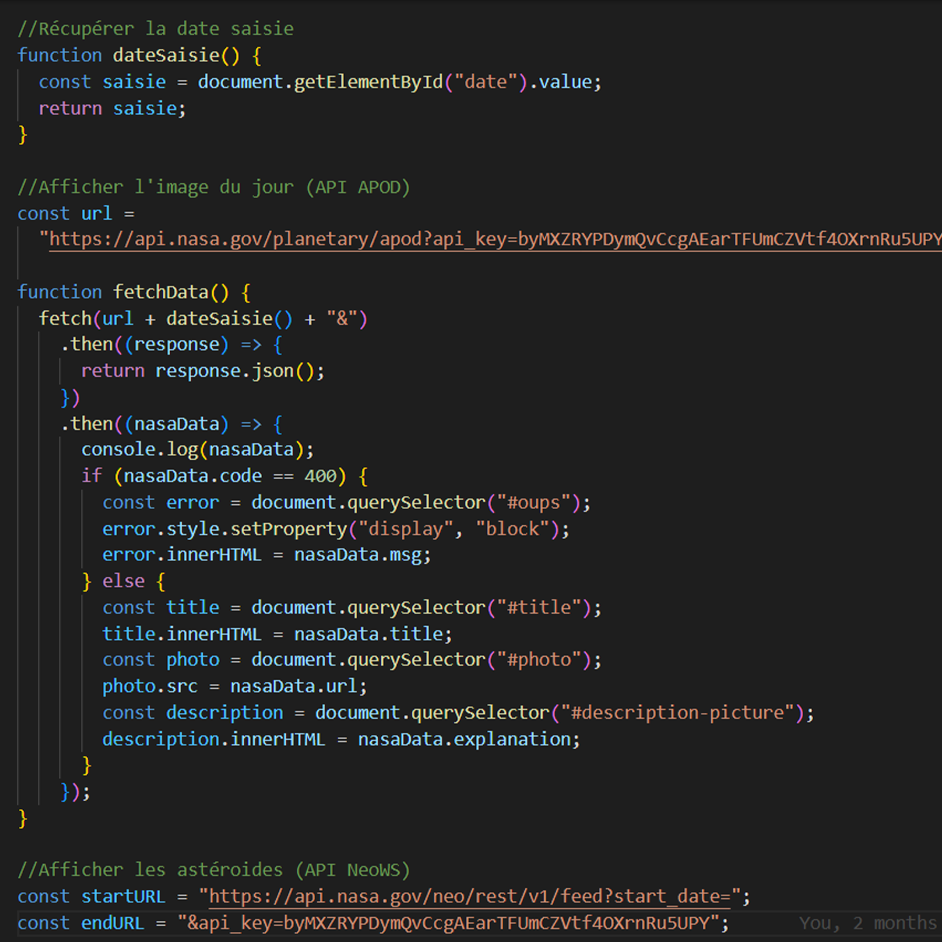 //Récupérer la date saisie
function dateSaisie() {
const saisie = document.getElementById("date").value;
return saisie;
}
//Afficher l'image du jour (API APOD)
const url =
"https://api.nasa.gov/planetary/apod?api_key=byMXZRYPDymQvCcgAEarTFUmCZVtf4OXrnRu5UPY
function fetchData() {
fetch(url + dateSaisie() + "&")
.then((response) => {
return response.json();
})
.then((nasaData) => {
console.log(nasaData);
if (nasaData.code == 400) {
const error = document.querySelector("#oups");
error.style.setProperty("display", "block");
error.innerHTML = nasaData.msg;
} else {
const title = document.querySelector("#title");
title.innerHTML = nasaData.title;
const photo = document.querySelector("#photo");
photo.src = nasaData.url;
const description = document.querySelector("#description-picture");
description.innerHTML = nasaData.explanation;
}
});
}
//Afficher les astéroides (API NeoWS)
const startURL = "https://api.nasa.gov/neo/rest/v1/feed?start_date=";
const endURL = "&api_key=byMXZRYPDymQvCcgAEarTFUmCZVtf4OXrnRu5UPY"; You, 2 months